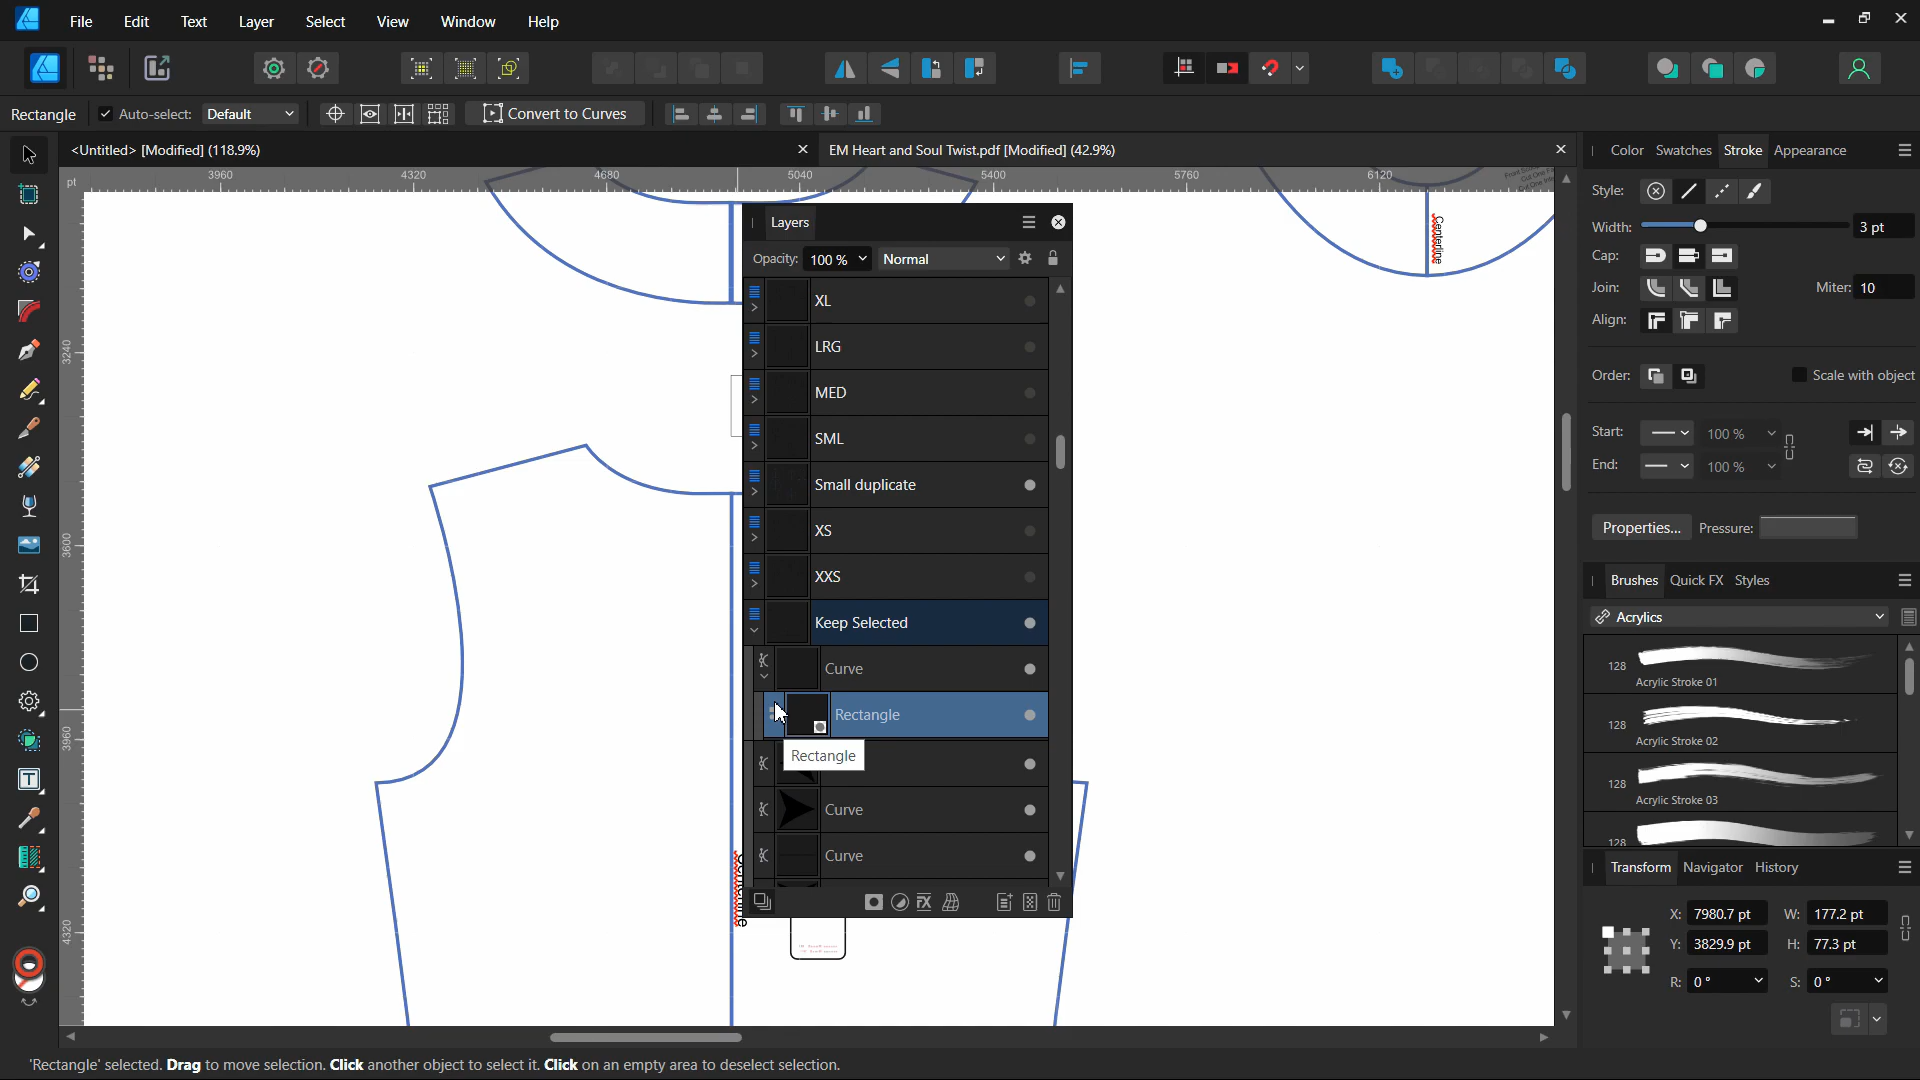 File Edit Text Layer Select View Window Help
Rectangle Auto-select: Default Convert to Curves
<Untitled> [Modified] (118.9%) EM Heart and Soul Twist.pdf [Modified] (42.9%)
pt 3960 4320 4680 5040 5400 5760 6120
3240
3600
3960
4320
Centerline
Layers
Opacity: 100 % Normal
XL
LRG
MED
SML
Small duplicate
XS
XXS
Keep Selected
Curve
Rectangle
Rectangle
Curve
Curve
Color Swatches Stroke Appearance
Style:
Width: 3 pt
Cap:
Join: Miter: 10
Align:
Order: Scale with object
Start: 100 %
End: 100 %
Properties... Pressure:
Brushes Quick FX Styles
Acrylics
128 Acrylic Stroke 01
128 Acrylic Stroke 02
128 Acrylic Stroke 03
128
Transform Navigator History
X: 7980.7 pt W: 177.2 pt
Y: 3829.9 pt H: 77.3 pt
R: 0 ° S: 0 °
'Rectangle' selected. Drag to move selection. Click another object to select it. Click on an empty area to deselect selection.